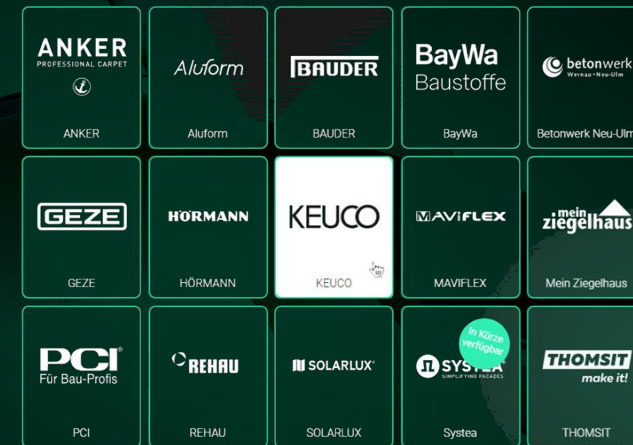 ANKER
PROFESSIONAL CARPET
ANKER
Aluform
Aluform
BAUDER
BAUDER
BayWa
Baustoffe
BayWa
betonwerk
Wernau•Neu-Ulm
Betonwerk Neu-Ulm
GEZE
GEZE
HÖRMANN
HÖRMANN
KEUCO
KEUCO
MAViFLEX
MAVIFLEX
mein
ziegelhaus
Mein Ziegelhaus
PCI®
Für Bau-Profis
PCI
REHAU
REHAU
SOLARLUX®
SOLARLUX
In Kürze
verfügbar
SYSTEA
SIMPLIFYING FACADES
Systea
THOMSIT
make it!
THOMSIT